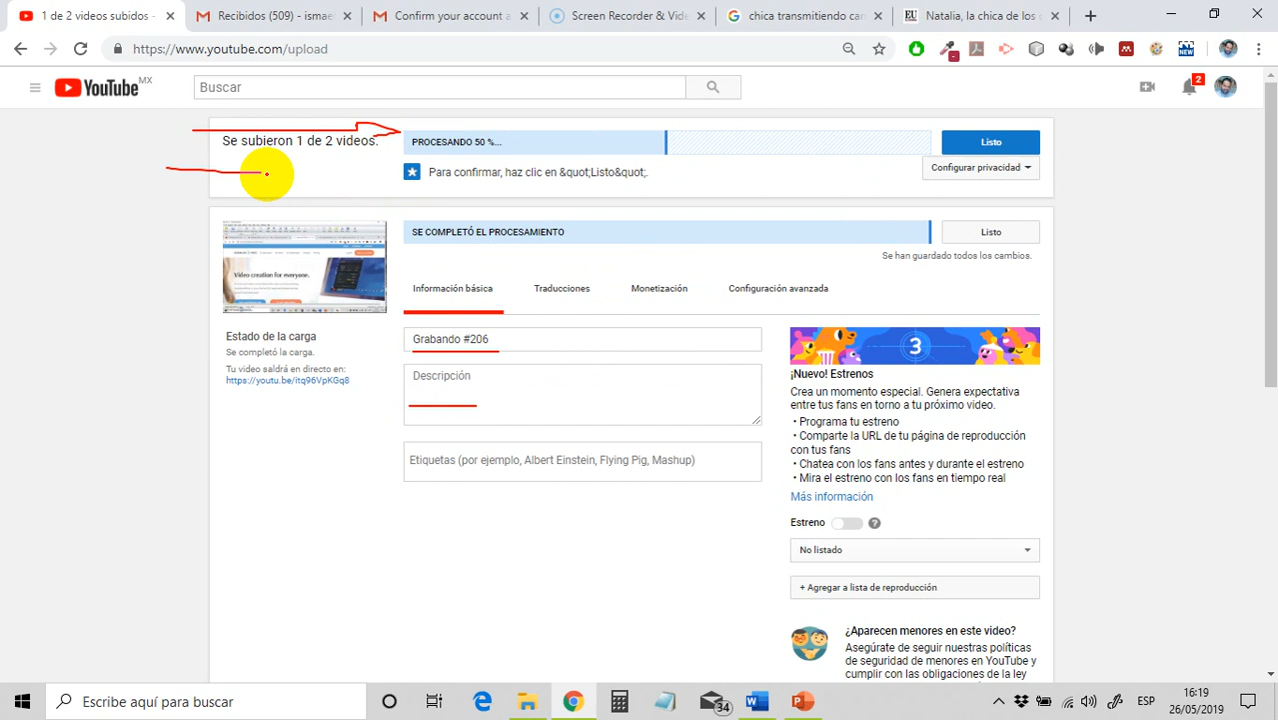 1 de 2 videos subidos -
Recibidos (509) - ismae
Confirm your account a
Screen Recorder & Vide
chica transmitiendo can
Natalia, la chica de los
https://www.youtube.com/upload
NEW
YouTube MX
Buscar
2
Se subieron 1 de 2 videos.
PROCESANDO 50 %...
Listo
Para confirmar, haz clic en &quot;Listo&quot;.
Configurar privacidad
SE COMPLETÓ EL PROCESAMIENTO
Listo
Se han guardado todos los cambios.
Video creation for everyone.
Información básica
Traducciones
Monetización
Configuración avanzada
Estado de la carga
Se completó la carga.
Tu video saldrá en directo en:
https://youtu.be/itq96VpKGq8
Grabando #206
Descripción
Etiquetas (por ejemplo, Albert Einstein, Flying Pig, Mashup)
3
¡Nuevo! Estrenos
Crea un momento especial. Genera expectativa
entre tus fans en torno a tu próximo video.
• Programa tu estreno
• Comparte la URL de tu página de reproducción
con tus fans
• Chatea con los fans antes y durante el estreno
• Mira el estreno con los fans en tiempo real
Más información
Estreno
No listado
+ Agregar a lista de reproducción
¿Aparecen menores en este video?
Asegúrate de seguir nuestras políticas
de seguridad de menores en YouTube y
cumplir con las obligaciones de la ley
Escribe aquí para buscar
34
ESP
16:19
26/05/2019